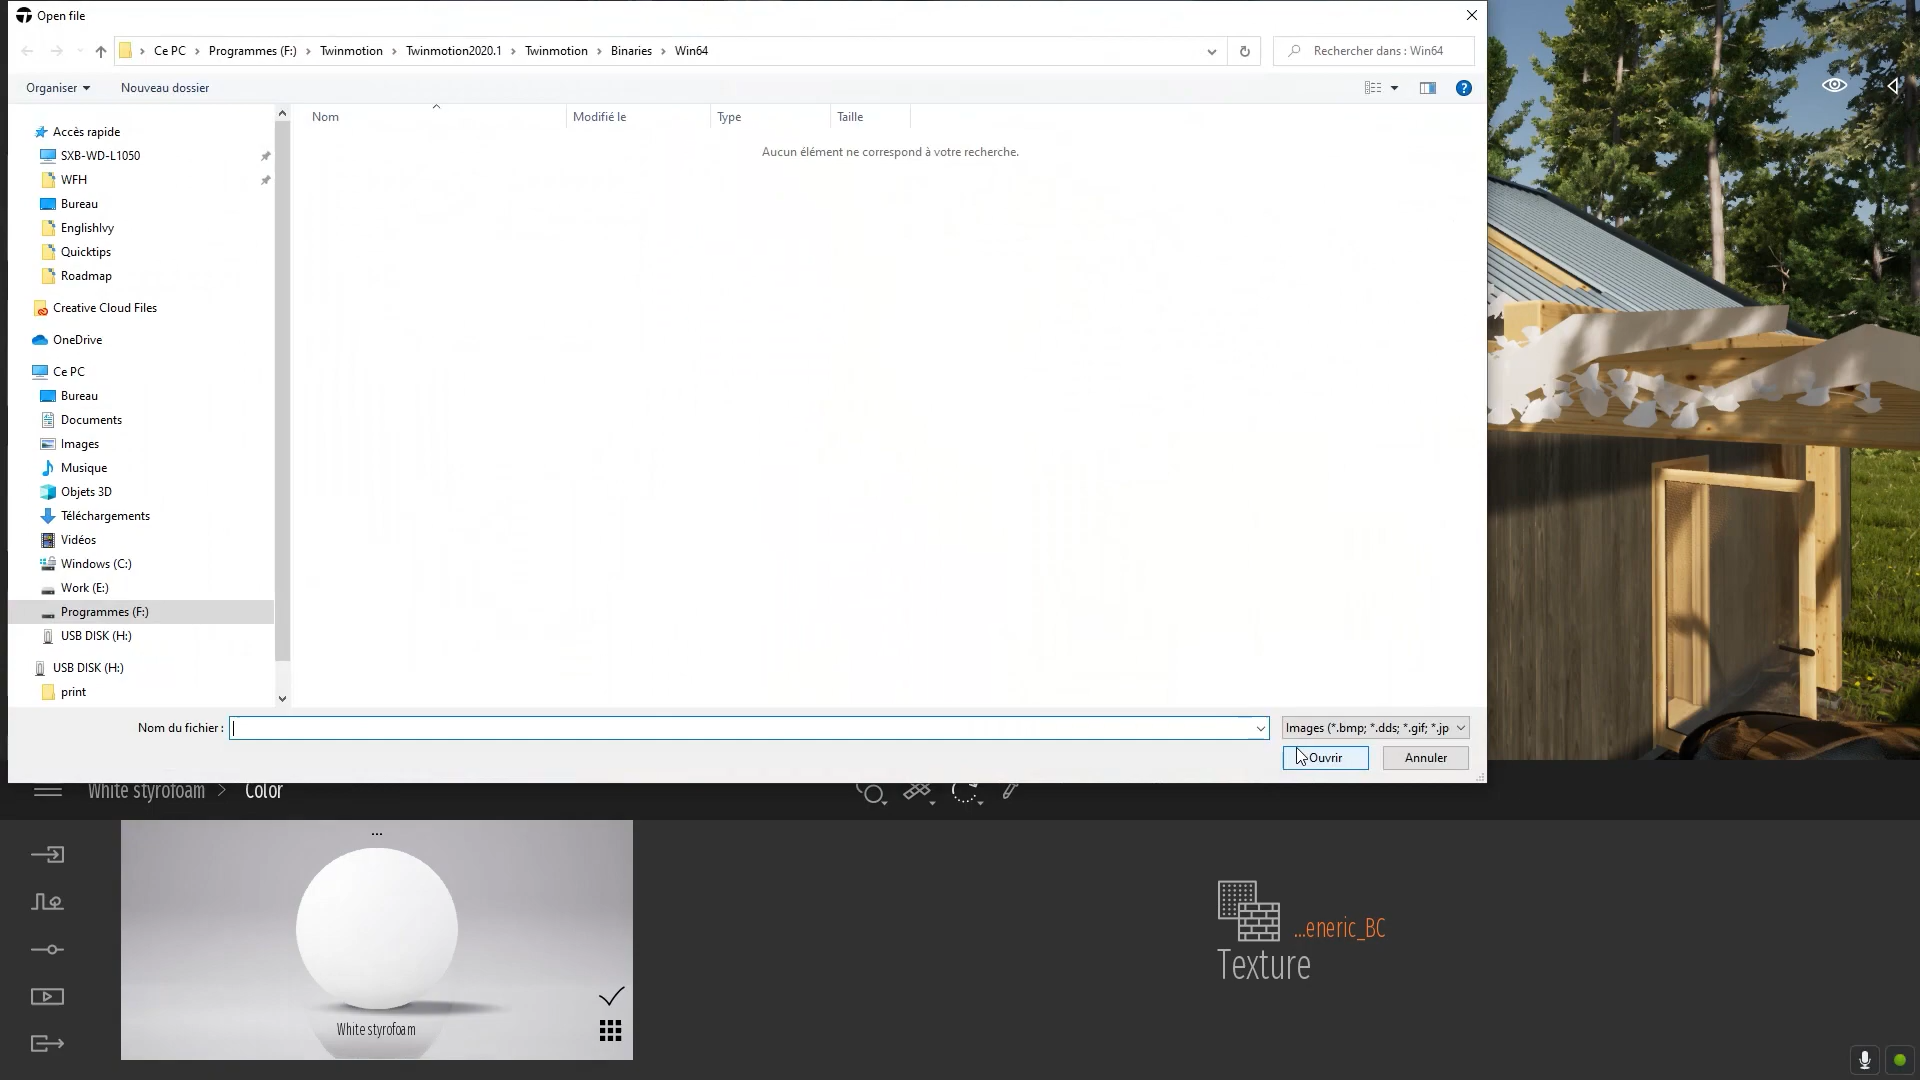 Open file
Ce PC > Programmes (F:) > Twinmotion > Twinmotion2020.1 > Twinmotion > Binaries > Win64
Rechercher dans : Win64
Organiser
Nouveau dossier
Nom
Modifié le
Type
Taille
Aucun élément ne correspond à votre recherche.
Accès rapide
SXB-WD-L1050
WFH
Bureau
EnglishIvy
Quicktips
Roadmap
Creative Cloud Files
OneDrive
Ce PC
Bureau
Documents
Images
Musique
Objets 3D
Téléchargements
Vidéos
Windows (C:)
Work (E:)
Programmes (F:)
USB DISK (H:)
USB DISK (H:)
print
Nom du fichier :
Images (*.bmp; *.dds; *.gif; *.jp
Ouvrir
Annuler
White styrofoam > Color
...
White styrofoam
...eneric_BC
Texture